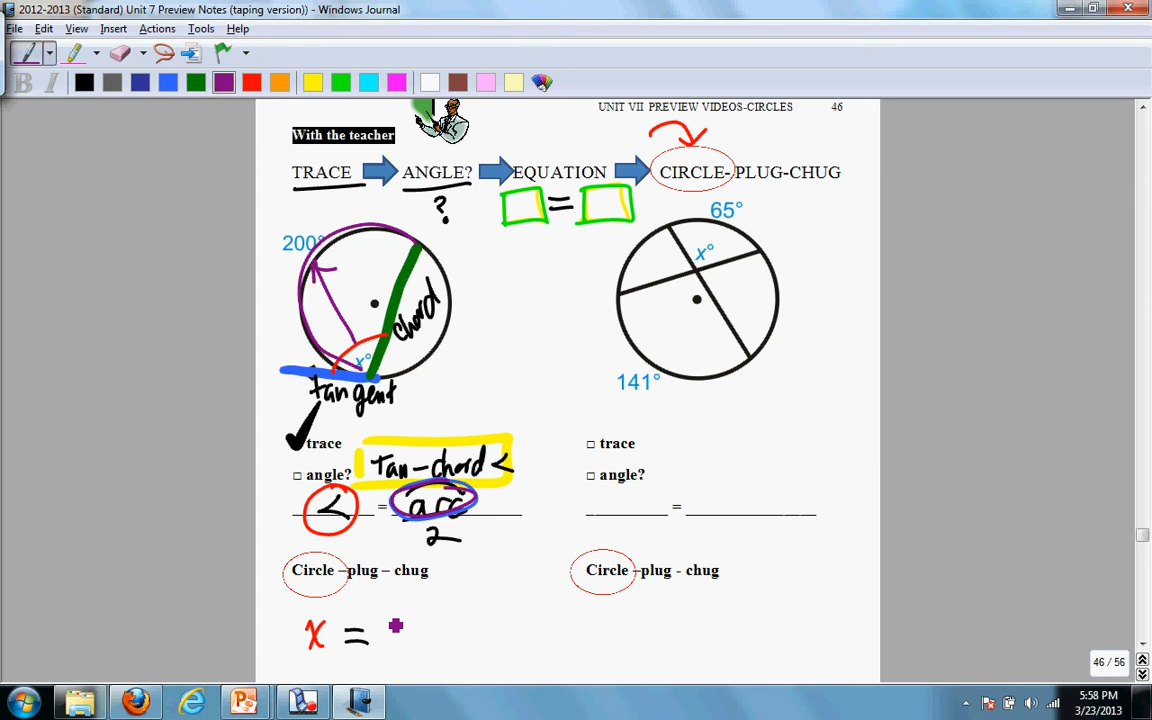 2012-2013 (Standard) Unit 7 Preview Notes (taping version)) - Windows Journal
File Edit View Insert Actions Tools Help
B I
UNIT VII PREVIEW VIDEOS-CIRCLES 46
With the teacher
TRACE ANGLE? EQUATION CIRCLE- PLUG-CHUG
? =
200° 65°
x°
chord
x°
tangent 141°
trace □ trace
□ angle? tan-chord < □ angle?
< = arc
2
________ = ____________
Circle –plug – chug Circle –plug - chug
x =
46 / 56
5:58 PM
3/23/2013